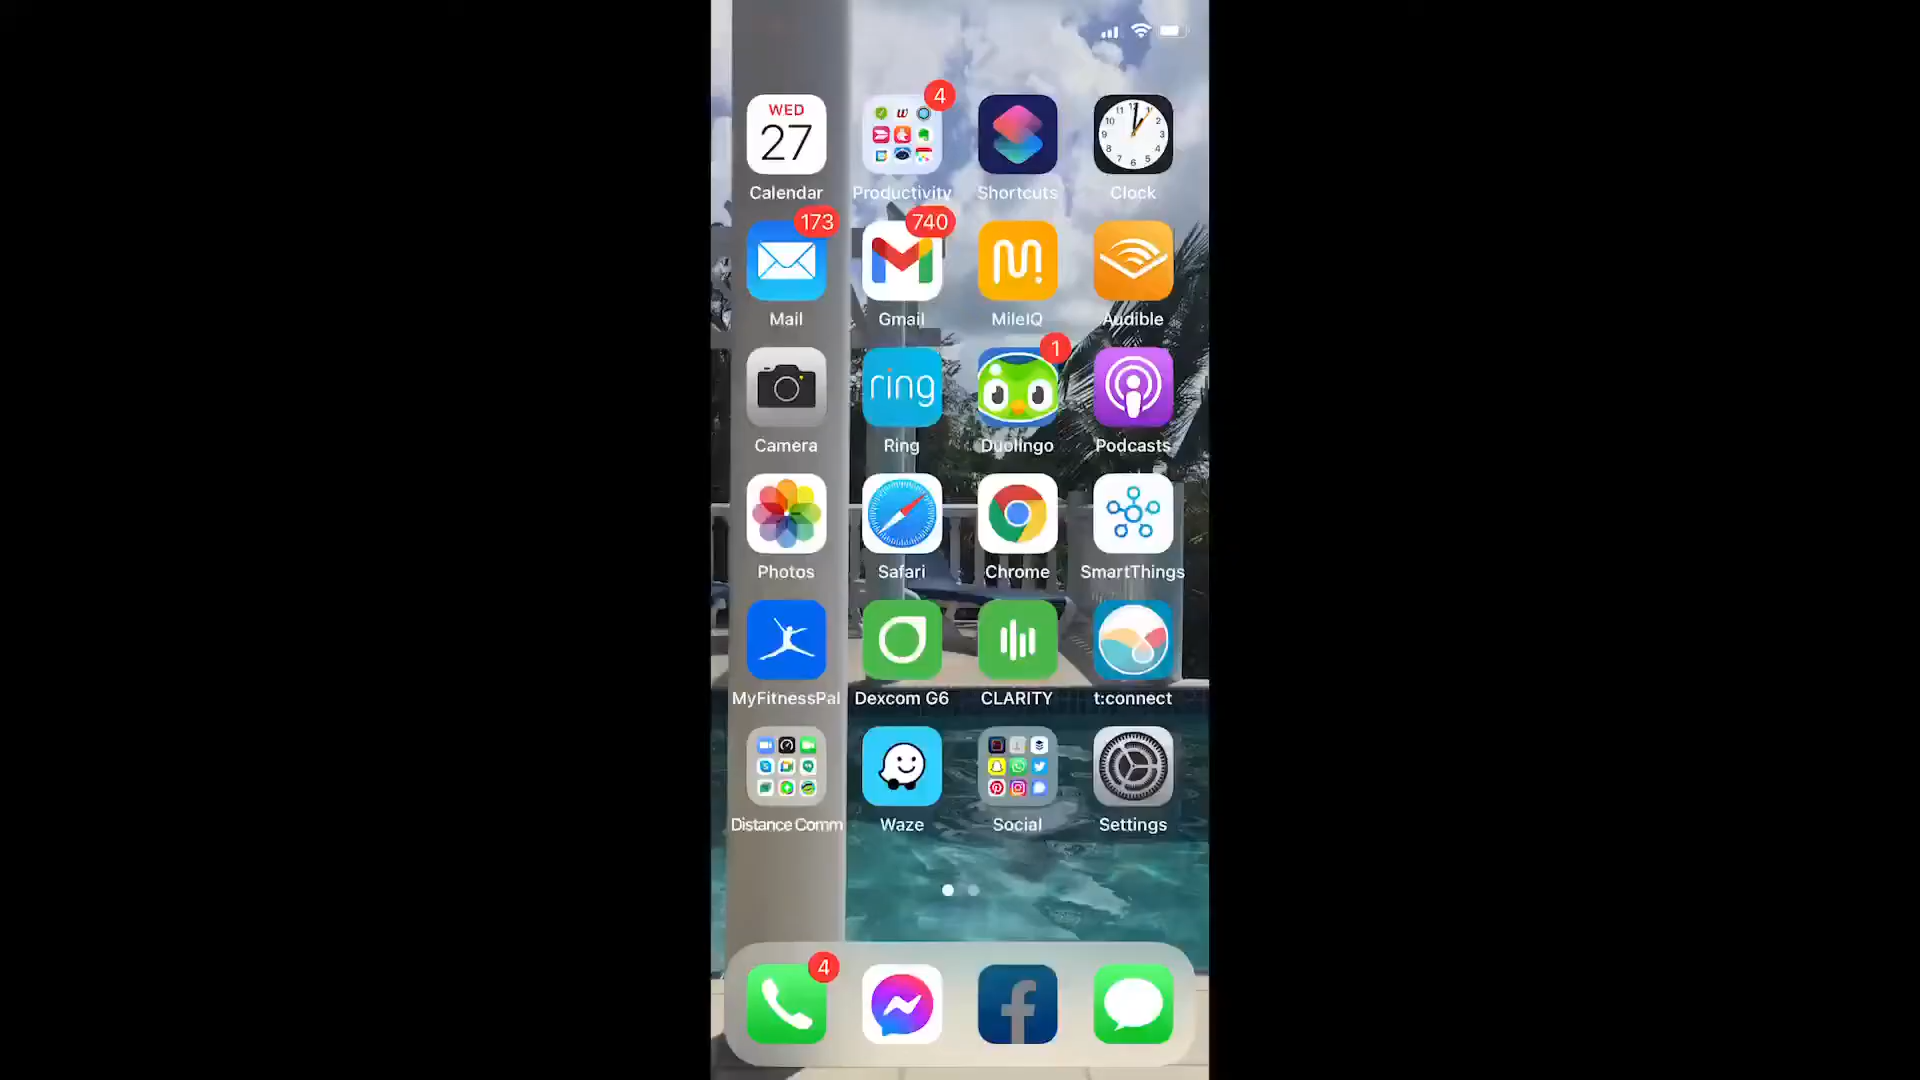 WED
27
4
Calendar
Productivity
Shortcuts
Clock
173
740
Mail
Gmail
MileIQ
Audible
ring
1
Camera
Ring
Duolingo
Podcasts
Photos
Safari
Chrome
SmartThings
MyFitnessPal
Dexcom G6
CLARITY
t:connect
Distance Comm
Waze
Social
Settings
4